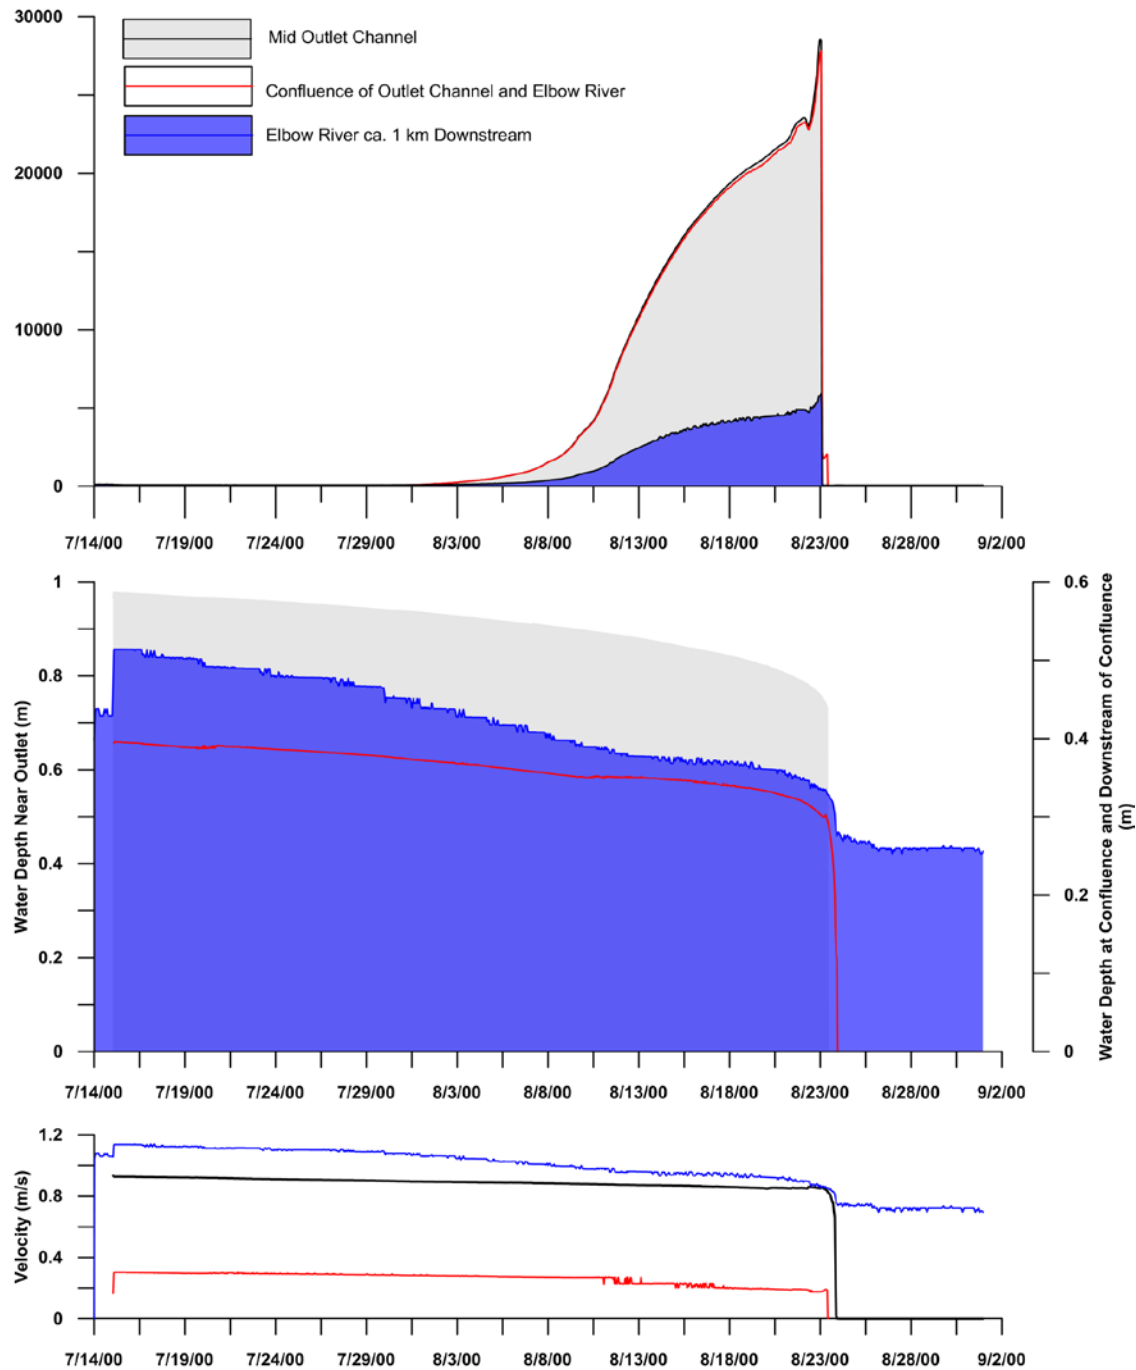 30000
Mid Outlet Channel
Confluence of Outlet Channel and Elbow River
Elbow River ca. 1 km Downstream
20000
10000
0
7/14/00 7/19/00 7/24/00 7/29/00 8/3/00 8/8/00 8/13/00 8/18/00 8/23/00 8/28/00 9/2/00
Water Depth Near Outlet (m)
1
0.8
0.6
0.4
0.2
0
0.6
0.4
0.2
0
Water Depth at Confluence and Downstream of Confluence
(m)
7/14/00 7/19/00 7/24/00 7/29/00 8/3/00 8/8/00 8/13/00 8/18/00 8/23/00 8/28/00 9/2/00
Velocity (m/s)
1.2
0.8
0.4
0
7/14/00 7/19/00 7/24/00 7/29/00 8/3/00 8/8/00 8/13/00 8/18/00 8/23/00 8/28/00 9/2/00